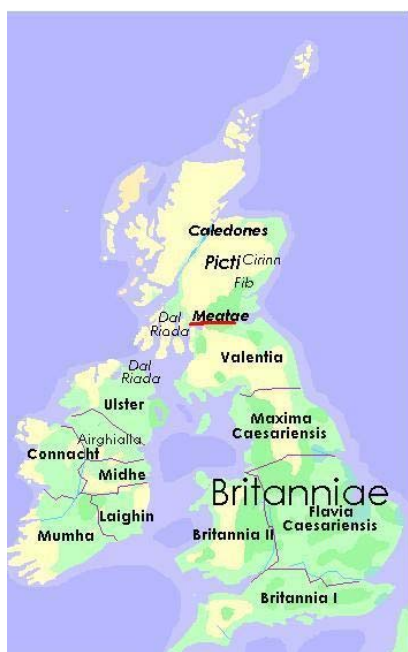 Caledones
Picti Cirinn
Fib
Dal
Riada
Meatae
Valentia
Dal
Riada
Ulster
Maxima
Caesariensis
Airghialla
Connacht
Midhe
Britanniae
Laighin
Flavia
Caesariensis
Mumha
Britannia II
Britannia I